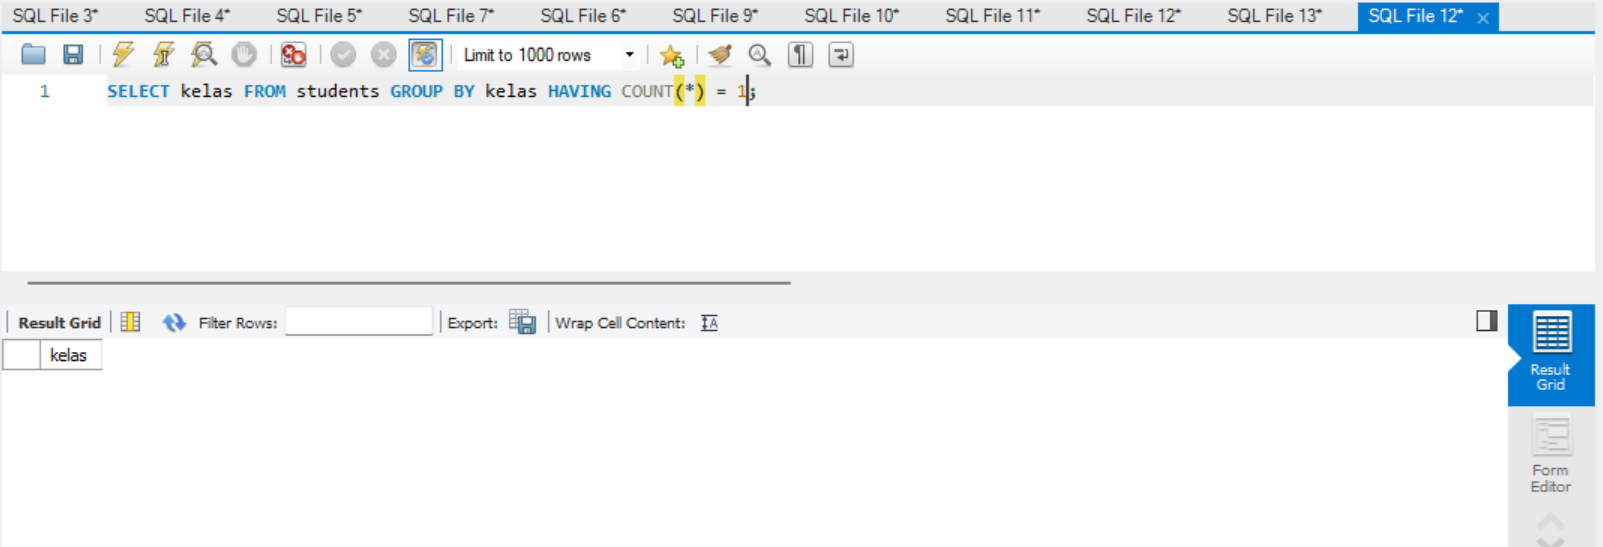 SQL File 3* SQL File 4* SQL File 5* SQL File 7* SQL File 6* SQL File 9* SQL File 10* SQL File 11* SQL File 12* SQL File 13* SQL File 12* ×
Limit to 1000 rows
1 SELECT kelas FROM students GROUP BY kelas HAVING COUNT(*) = 1;
Result Grid Filter Rows: Export: Wrap Cell Content: IA
kelas
Result
Grid
Form
Editor